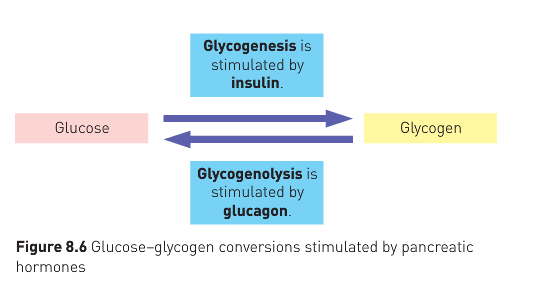 Glycogenesis is
stimulated by
insulin.
Glucose
Glycogen
Glycogenolysis is
stimulated by
glucagon.
Figure 8.6 Glucose–glycogen conversions stimulated by pancreatic
hormones